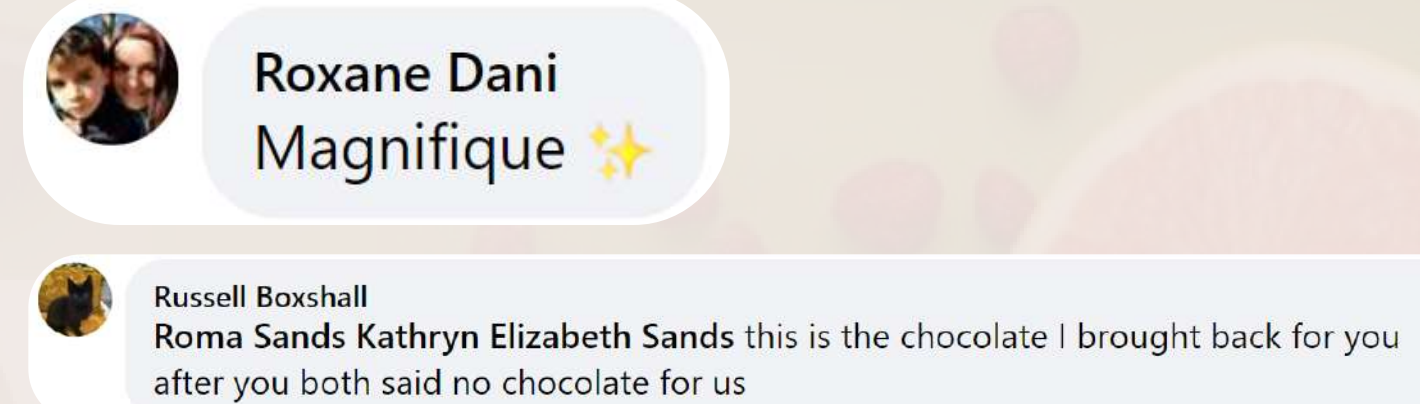 Roxane Dani
Magnifique ✨
Russell Boxshall
Roma Sands Kathryn Elizabeth Sands this is the chocolate I brought back for you
after you both said no chocolate for us